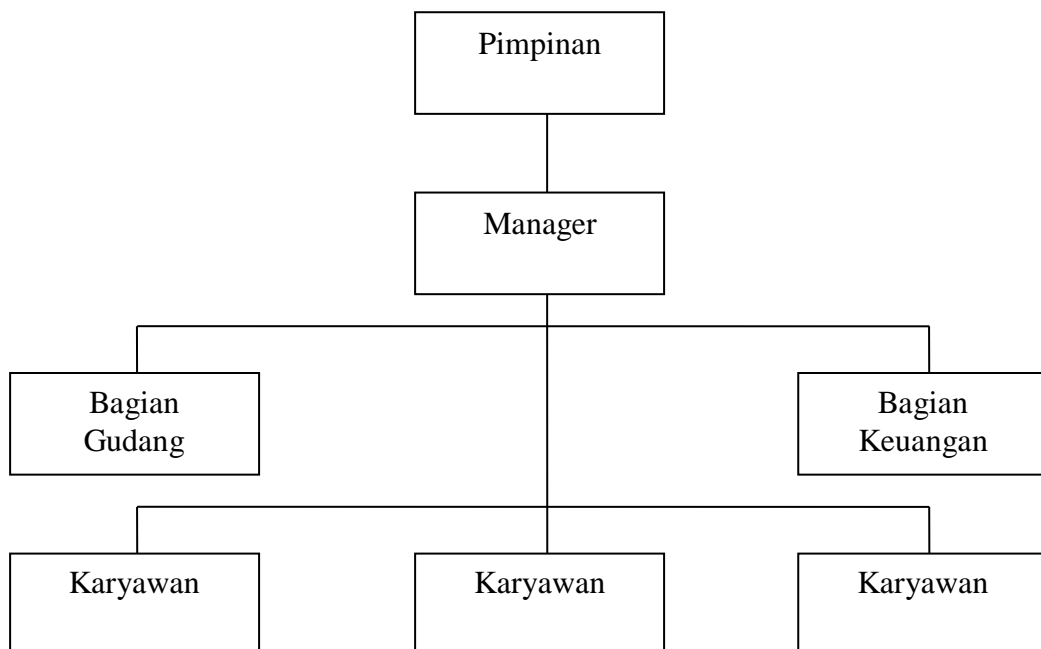 Pimpinan
Manager
Bagian
Gudang
Bagian
Keuangan
Karyawan
Karyawan
Karyawan